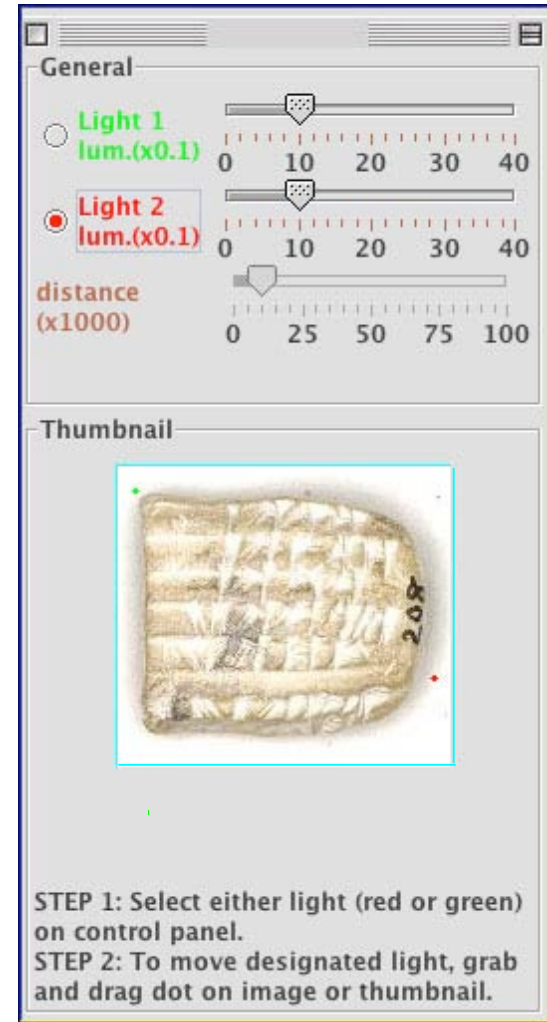 General
Light 1
lum.(x0.1)
0 10 20 30 40
Light 2
lum.(x0.1)
0 10 20 30 40
distance
(x1000)
0 25 50 75 100
Thumbnail
208
STEP 1: Select either light (red or green)
on control panel.
STEP 2: To move designated light, grab
and drag dot on image or thumbnail.